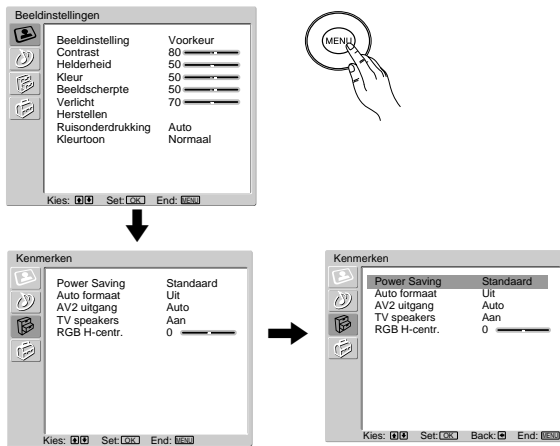 Beeldinstellingen
Beeldinstelling Voorkeur
Contrast 80
Helderheid 50
Kleur 50
Beeldscherpte 50
Verlicht 70
Herstellen
Ruisonderdrukking Auto
Kleurtoon Normaal
Kies: Set: OK End: MENU
MENU
Kenmerken
Power Saving Standaard
Auto formaat Uit
AV2 uitgang Auto
TV speakers Aan
RGB H-centr. 0
Kies: Set: OK End: MENU
Kenmerken
Power Saving Standaard
Auto formaat Uit
AV2 uitgang Auto
TV speakers Aan
RGB H-centr. 0
Kies: Set: OK Back: End: MENU